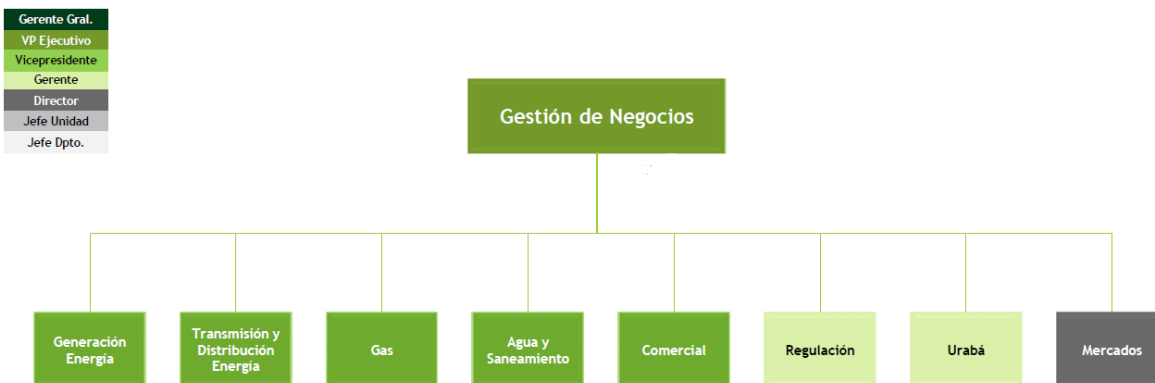 Gerente Gral.
VP Ejecutivo
Vicepresidente
Gerente
Director
Jefe Unidad
Jefe Dpto.
Gestión de Negocios
Generación
Energía
Transmisión y
Distribución
Energía
Gas
Agua y
Saneamiento
Comercial
Regulación
Urabá
Mercados